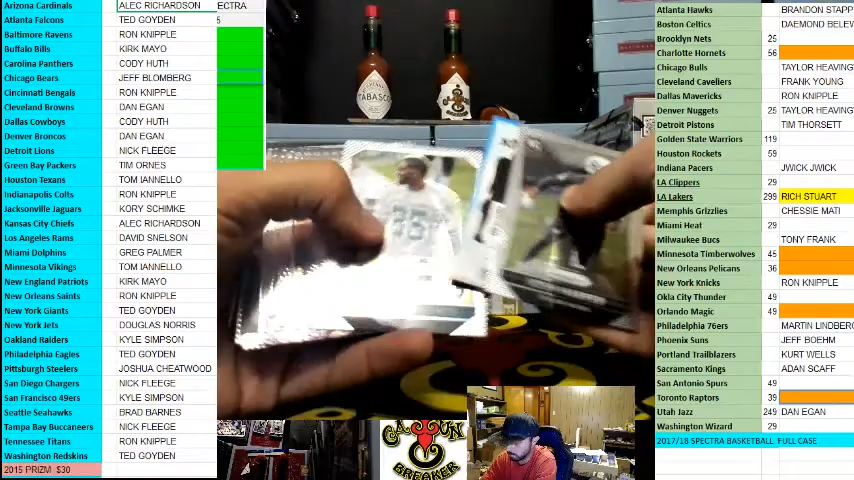 Arizona Cardinals ALEC RICHARDSON ECTRA
Atlanta Falcons TED GOYDEN 5
Baltimore Ravens RON KNIPPLE
Buffalo Bills KIRK MAYO
Carolina Panthers CODY HUTH
Chicago Bears JEFF BLOMBERG
Cincinnati Bengals RON KNIPPLE
Cleveland Browns DAN EGAN
Dallas Cowboys CODY HUTH
Denver Broncos DAN EGAN
Detroit Lions NICK FLEEGE
Green Bay Packers TIM ORNES
Houston Texans TOM IANNELLO
Indianapolis Colts RON KNIPPLE
Jacksonville Jaguars KORY SCHIMKE
Kansas City Chiefs ALEC RICHARDSON
Los Angeles Rams DAVID SNELSON
Miami Dolphins GREG PALMER
Minnesota Vikings TOM IANNELLO
New England Patriots KIRK MAYO
New Orleans Saints RON KNIPPLE
New York Giants TED GOYDEN
New York Jets DOUGLAS NORRIS
Oakland Raiders KYLE SIMPSON
Philadelphia Eagles TED GOYDEN
Pittsburgh Steelers JOSHUA CHEATWOOD
San Diego Chargers NICK FLEEGE
San Francisco 49ers KYLE SIMPSON
Seattle Seahawks BRAD BARNES
Tampa Bay Buccaneers NICK FLEEGE
Tennessee Titans RON KNIPPLE
Washington Redskins TED GOYDEN
2015 PRIZM $30
TABASCO
CAJUN
BREAKER
Atlanta Hawks BRANDON STAPP
Boston Celtics DAEMOND BELEW
Brooklyn Nets 25
Charlotte Hornets 56
Chicago Bulls TAYLOR HEAVING
Cleveland Cavaliers FRANK YOUNG
Dallas Mavericks RON KNIPPLE
Denver Nuggets 25 TAYLOR HEAVING
Detroit Pistons TIM THORSETT
Golden State Warriors 119
Houston Rockets 59
Indiana Pacers JWICK JWICK
LA Clippers 29
LA Lakers 299 RICH STUART
Memphis Grizzlies CHESSIE MATI
Miami Heat 29
Milwaukee Bucs TONY FRANK
Minnesota Timberwolves 45
New Orleans Pelicans 36
New York Knicks RON KNIPPLE
Okla City Thunder 49
Orlando Magic 49
Philadelphia 76ers MARTIN LINDBERG
Phoenix Suns JEFF BOEHM
Portland Trailblazers KURT WELLS
Sacramento Kings ADAN SCAFF
San Antonio Spurs 49
Toronto Raptors 39
Utah Jazz 249 DAN EGAN
Washington Wizard 29
2017/18 SPECTRA BASKETBALL FULL CASE